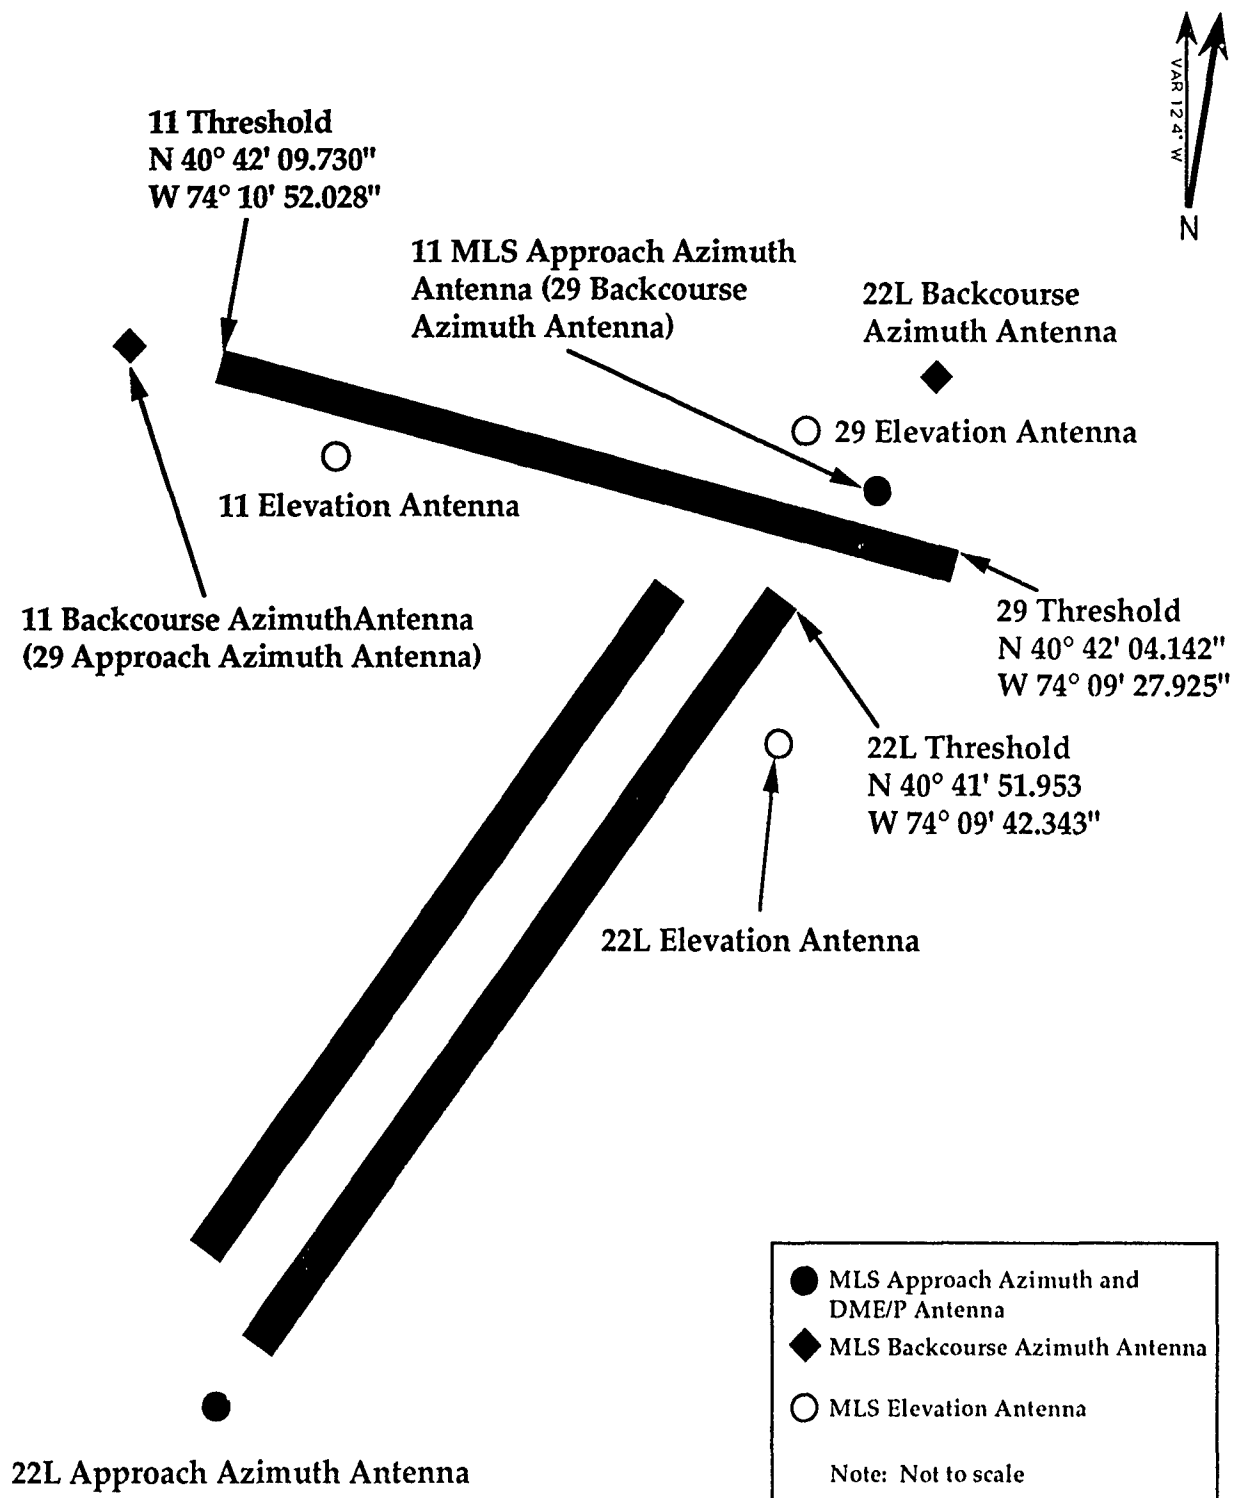 VAR 12 4° W
N
11 Threshold
N 40° 42' 09.730"
W 74° 10' 52.028"
11 MLS Approach Azimuth
Antenna (29 Backcourse
Azimuth Antenna)
22L Backcourse
Azimuth Antenna
29 Elevation Antenna
11 Elevation Antenna
11 Backcourse AzimuthAntenna
(29 Approach Azimuth Antenna)
29 Threshold
N 40° 42' 04.142"
W 74° 09' 27.925"
22L Threshold
N 40° 41' 51.953
W 74° 09' 42.343"
22L Elevation Antenna
MLS Approach Azimuth and
DME/P Antenna
MLS Backcourse Azimuth Antenna
MLS Elevation Antenna
Note: Not to scale
22L Approach Azimuth Antenna